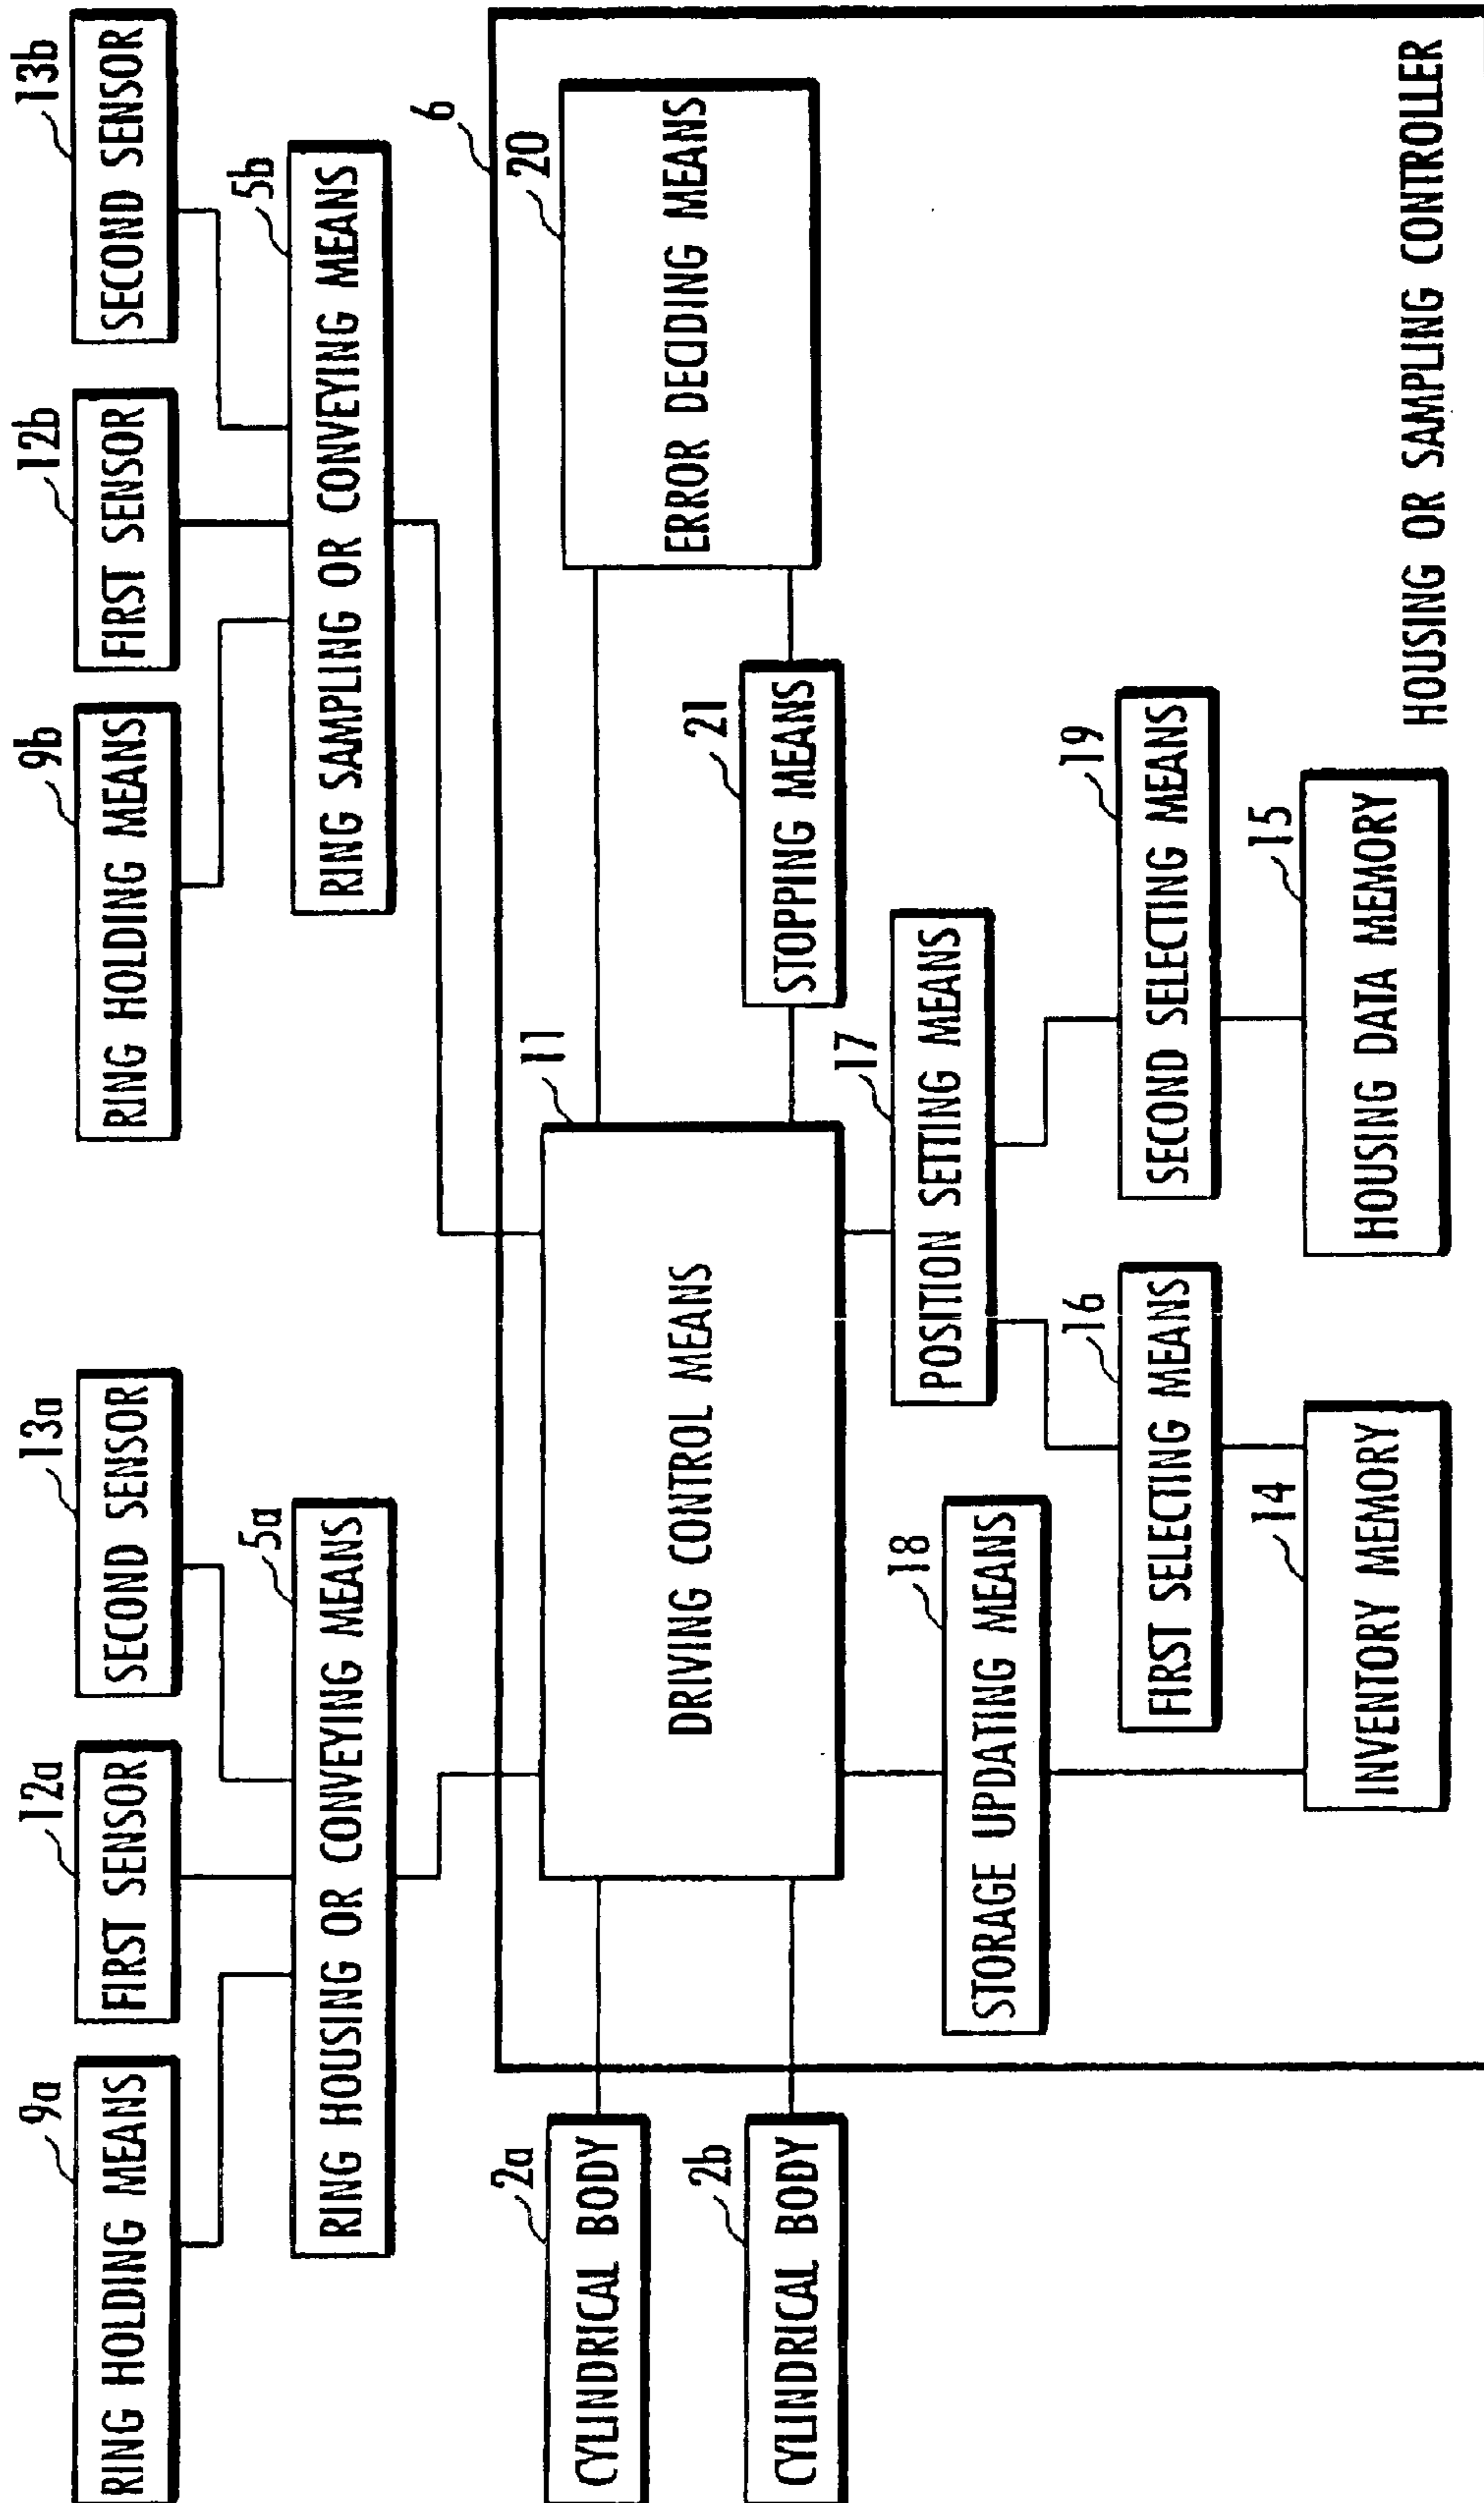 9a
RING HOLDING MEANS
12a
FIRST SENSOR
13a
SECOND SENSOR
9b
RING HOLDING MEANS
12b
FIRST SENSOR
13b
SECOND SENSOR
5a
RING HOUSING OR CONVEYING MEANS
5b
RING SAMPLING OR CONVEYING MEANS
6
2a
CYLINDRICAL BODY
2b
CYLINDRICAL BODY
11
DRIVING CONTROL MEANS
20
ERROR DECIDING MEANS
21
STOPPING MEANS
17
POSITION SETTING MEANS
18
STORAGE UPDATING MEANS
16
FIRST SELECTING MEANS
19
SECOND SELECTING MEANS
14
INVENTORY MEMORY
15
HOUSING DATA MEMORY
HOUSING OR SAMPLING CONTROLLER